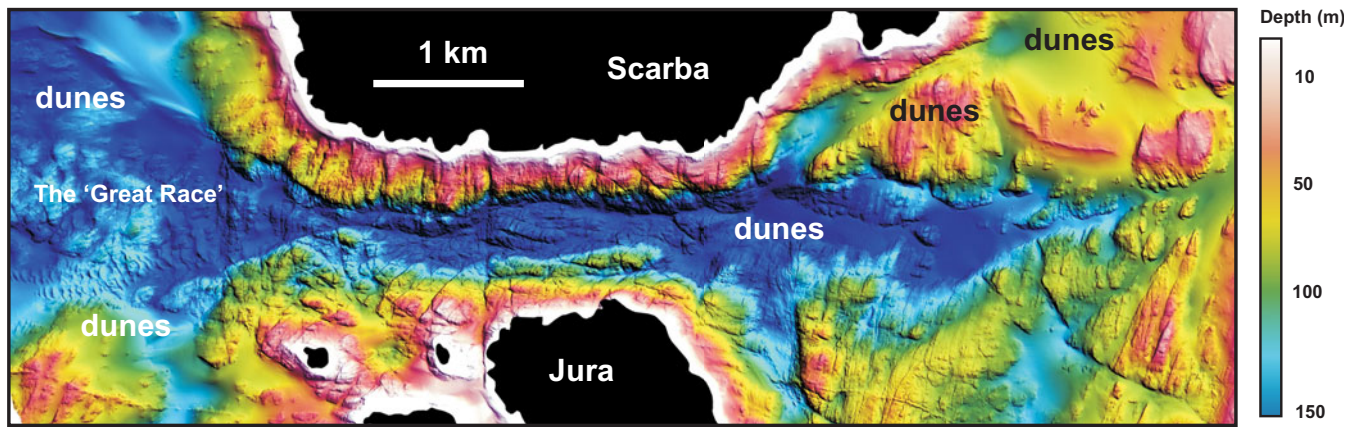 Depth (m)
1 km
Scarba
dunes
dunes
dunes
The ‘Great Race’
dunes
dunes
Jura
10
50
100
150